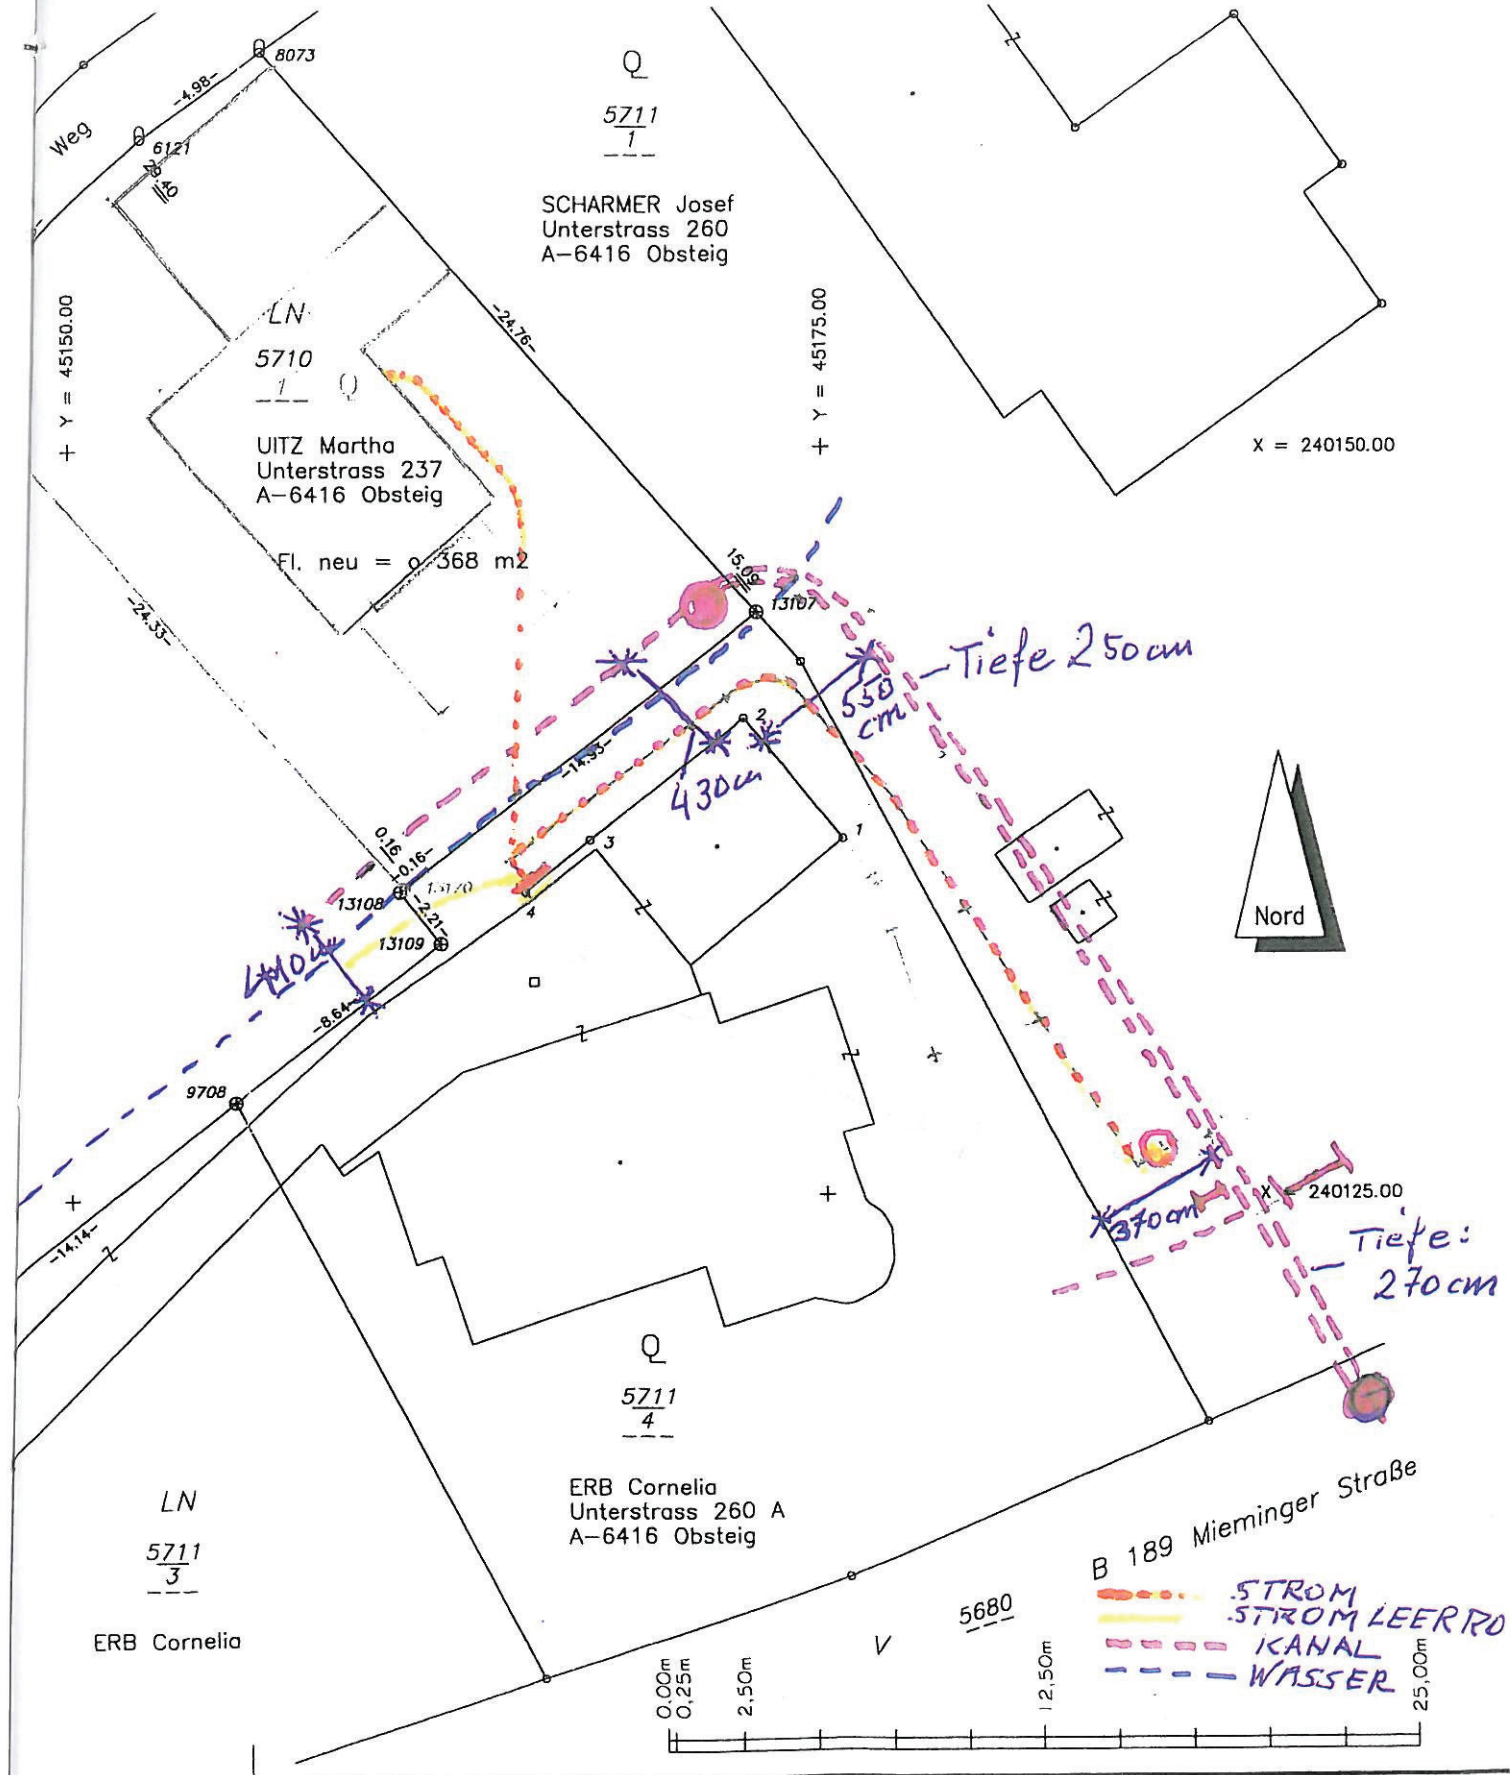 8073
-4.98-
Weg
6121
Q
5711
1
SCHARMER Josef
Unterstrass 260
A-6416 Obsteig
+ Y = 45150.00
LN
5710
1
Q
UITZ Martha
Unterstrass 237
A-6416 Obsteig
Fl. neu = 368 m2
-24.76-
+ Y = 45175.00
X = 240150.00
-24.33-
15.09
13107
Tiefe 250cm
550
cm
430cm
-14.93-
2
1
3
4
0.16
-0.16-
13108
-2.21-
13109
410cm
-8.64-
9708
-14.14-
Nord
X = 240125.00
370cm
Tiefe:
270cm
Q
5711
4
ERB Cornelia
Unterstrass 260 A
A-6416 Obsteig
LN
5711
3
ERB Cornelia
B 189 Mieminger Straße
5680
V
STROM
STROM LEERRO
KANAL
WASSER
0.00m
0,25m
2,50m
12,50m
25,00m